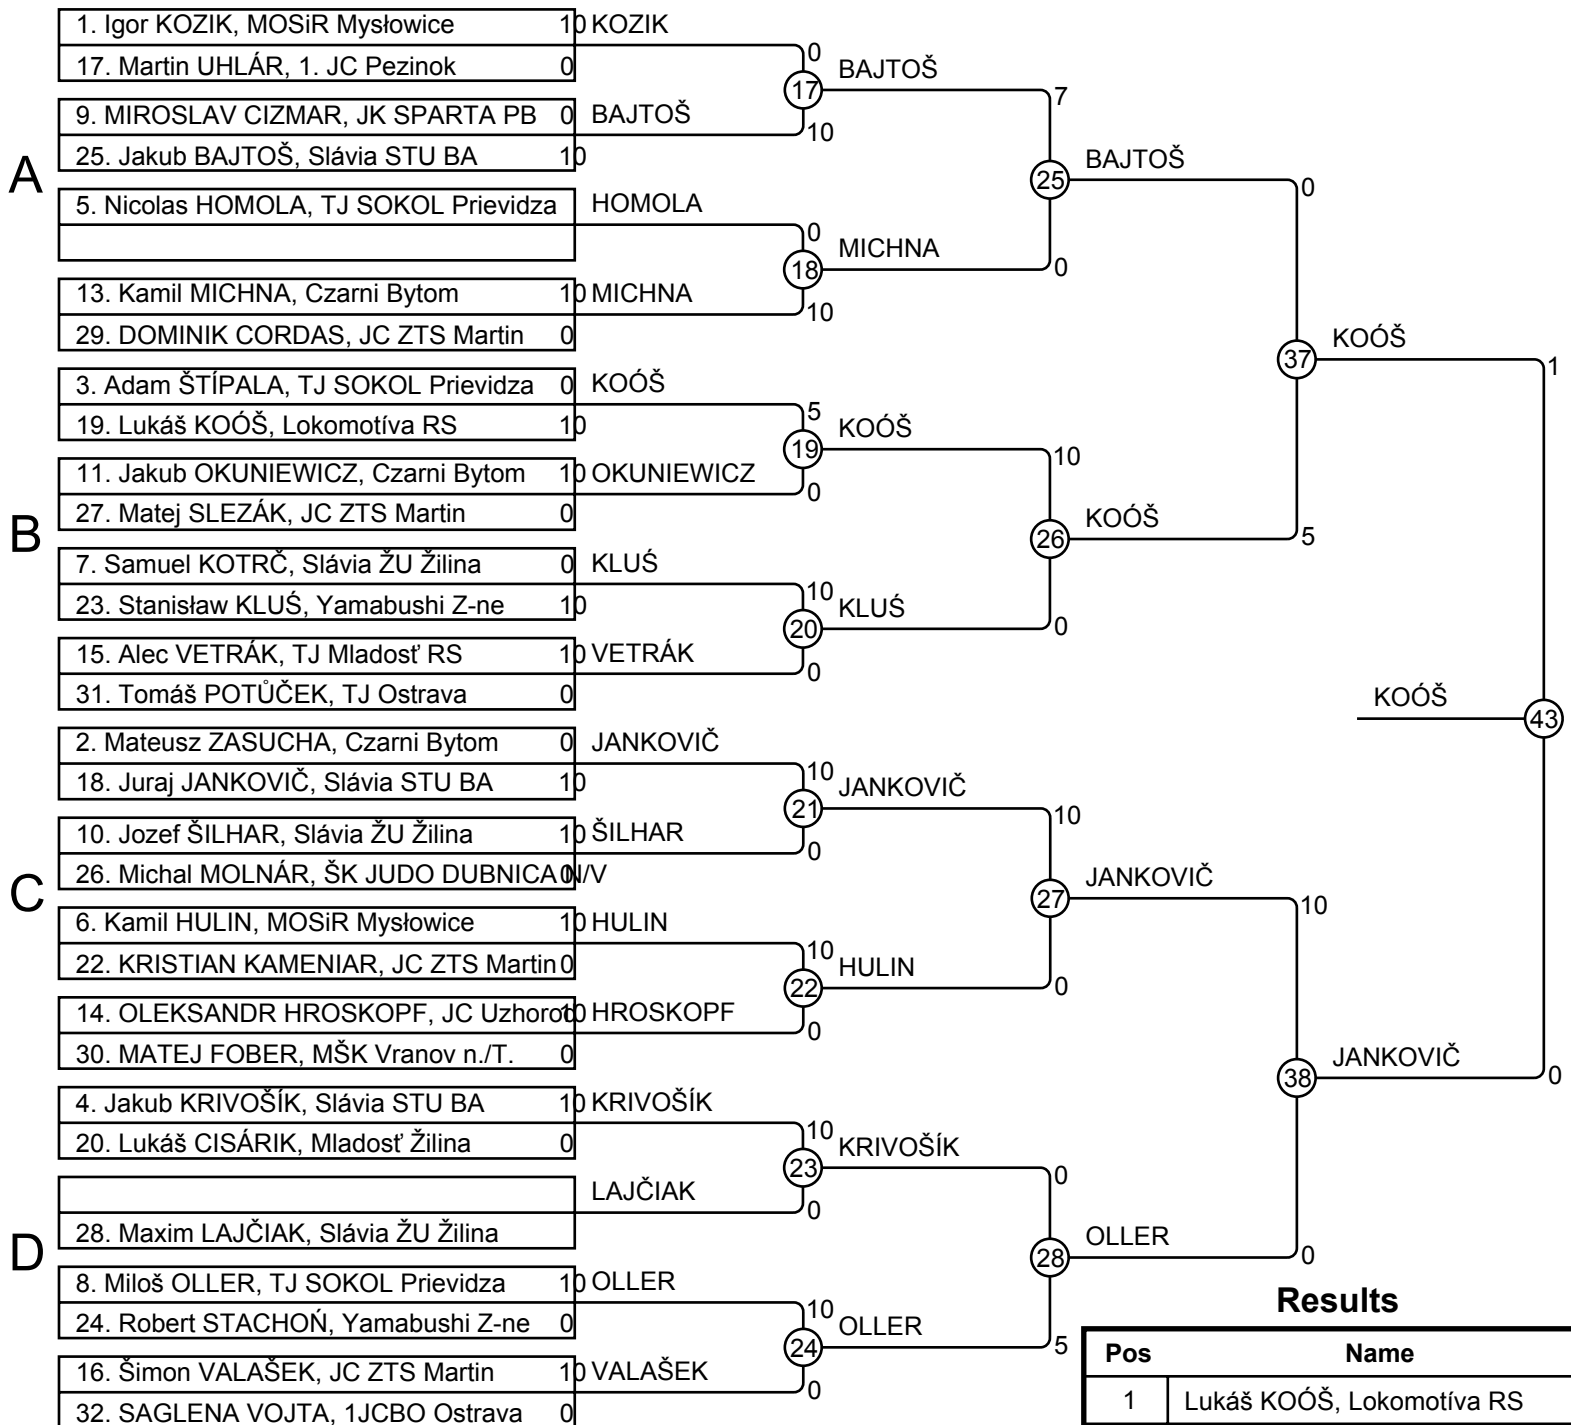 A
1. Igor KOZIK, MOSiR Mysłowice 10
17. Martin UHLÁR, 1. JC Pezinok 0
9. MIROSLAV CIZMAR, JK SPARTA PB 0
25. Jakub BAJTOŠ, Slávia STU BA 10
5. Nicolas HOMOLA, TJ SOKOL Prievidza
13. Kamil MICHNA, Czarni Bytom 10
29. DOMINIK CORDAS, JC ZTS Martin 0
B
3. Adam ŠTÍPALA, TJ SOKOL Prievidza 0
19. Lukáš KOÓŠ, Lokomotíva RS 10
11. Jakub OKUNIEWICZ, Czarni Bytom 10
27. Matej SLEZÁK, JC ZTS Martin 0
7. Samuel KOTRČ, Slávia ŽU Žilina 0
23. Stanisław KLUŚ, Yamabushi Z-ne 10
15. Alec VETRÁK, TJ Mladosť RS 10
31. Tomáš POTŮČEK, TJ Ostrava 0
C
2. Mateusz ZASUCHA, Czarni Bytom 0
18. Juraj JANKOVIČ, Slávia STU BA 10
10. Jozef ŠILHAR, Slávia ŽU Žilina 10
26. Michal MOLNÁR, ŠK JUDO DUBNICA N/V 0
6. Kamil HULIN, MOSiR Mysłowice 10
22. KRISTIAN KAMENIAR, JC ZTS Martin 0
14. OLEKSANDR HROSKOPF, JC Uzhorod 10
30. MATEJ FOBER, MŠK Vranov n./T. 0
D
4. Jakub KRIVOŠÍK, Slávia STU BA 10
20. Lukáš CISÁRIK, Mladosť Žilina 0
28. Maxim LAJČIAK, Slávia ŽU Žilina
8. Miloš OLLER, TJ SOKOL Prievidza 10
24. Robert STACHOŃ, Yamabushi Z-ne 0
16. Šimon VALAŠEK, JC ZTS Martin 10
32. SAGLENA VOJTA, 1JCBO Ostrava 0
KOZIK
0
17
10
BAJTOŠ
HOMOLA
0
18
10
MICHNA
KOÓŠ
5
19
0
OKUNIEWICZ
KLUŚ
10
20
0
VETRÁK
JANKOVIČ
10
21
0
ŠILHAR
HULIN
10
22
0
HROSKOPF
KRIVOŠÍK
10
23
0
LAJČIAK
OLLER
10
24
0
VALAŠEK
BAJTOŠ
7
25
0
MICHNA
KOÓŠ
10
26
0
KLUŚ
JANKOVIČ
10
27
0
HULIN
KRIVOŠÍK
0
28
5
OLLER
BAJTOŠ
0
37
5
KOÓŠ
JANKOVIČ
10
38
0
OLLER
KOÓŠ
1
43
0
JANKOVIČ
KOÓŠ
Results
Pos Name
1 Lukáš KOÓŠ, Lokomotíva RS